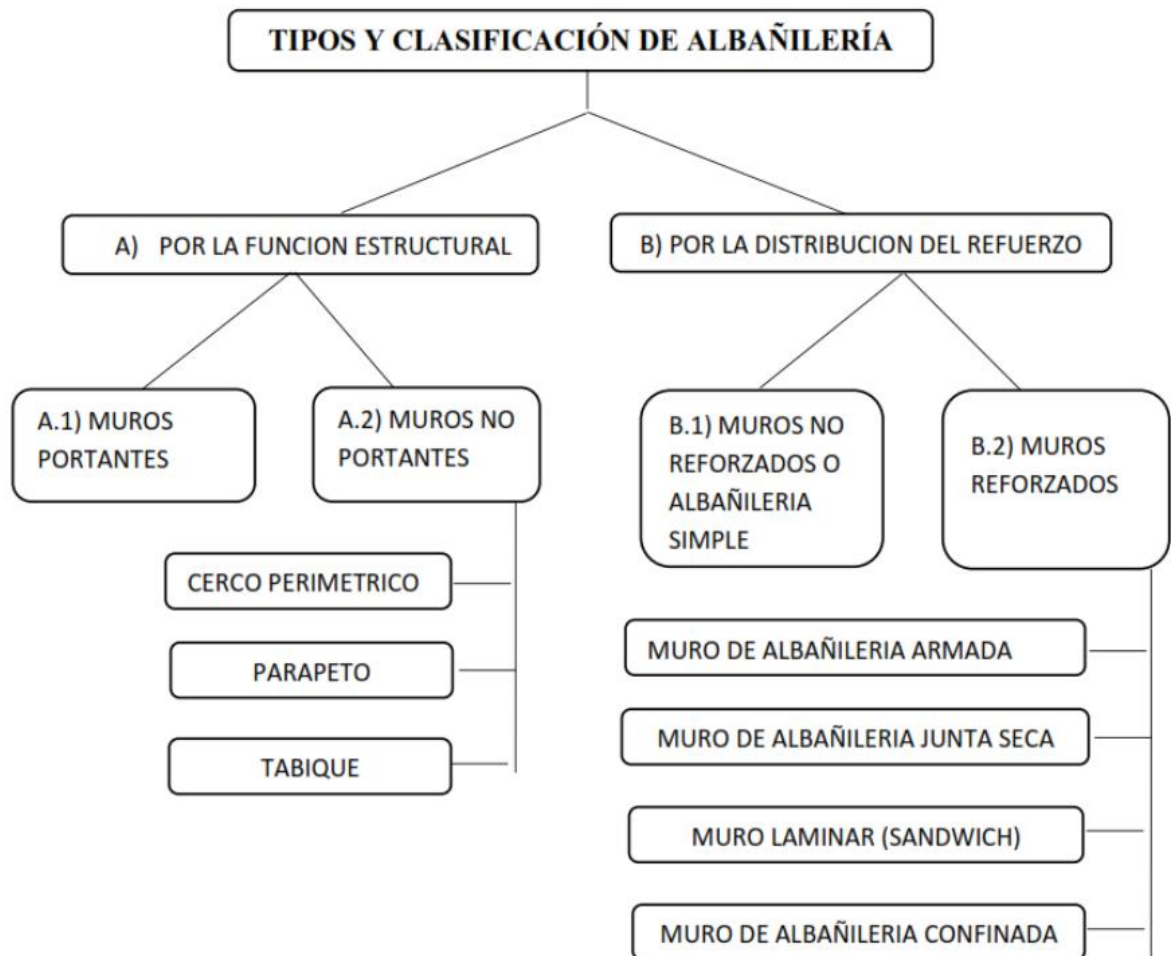 TIPOS Y CLASIFICACIÓN DE ALBAÑILERÍA
A) POR LA FUNCION ESTRUCTURAL
B) POR LA DISTRIBUCION DEL REFUERZO
A.1) MUROS
PORTANTES
A.2) MUROS NO
PORTANTES
B.1) MUROS NO
REFORZADOS O
ALBAÑILERIA
SIMPLE
B.2) MUROS
REFORZADOS
CERCO PERIMETRICO
PARAPETO
TABIQUE
MURO DE ALBAÑILERIA ARMADA
MURO DE ALBAÑILERIA JUNTA SECA
MURO LAMINAR (SANDWICH)
MURO DE ALBAÑILERIA CONFINADA